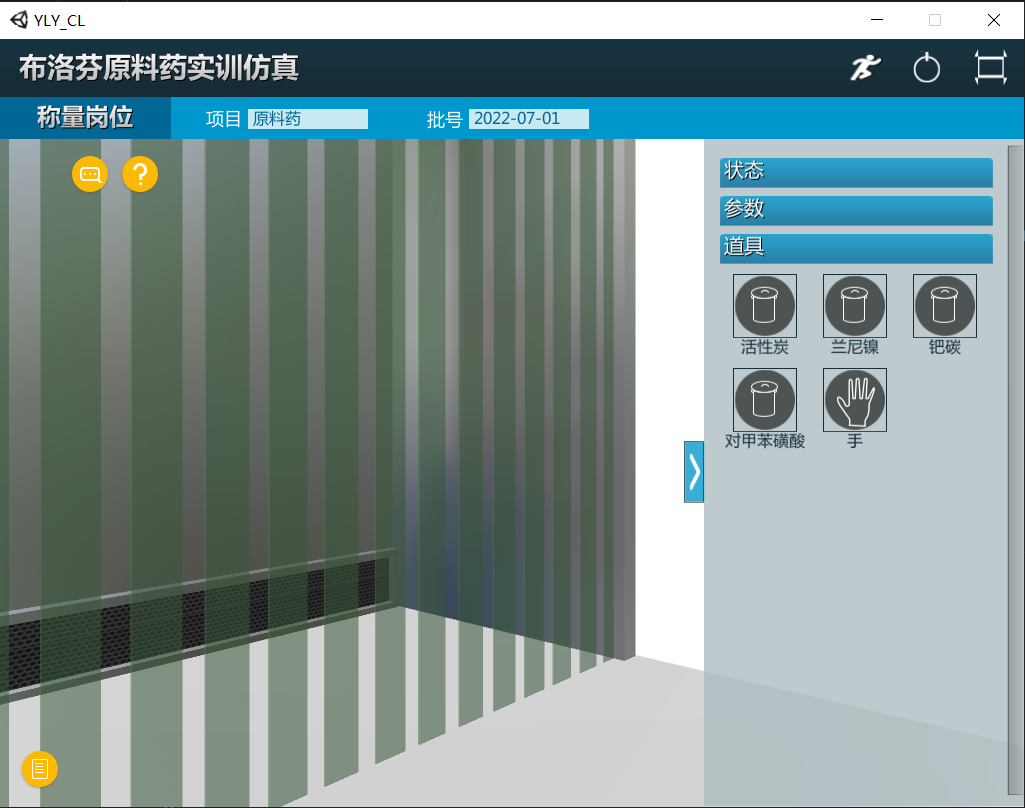 YLY_CL
布洛芬原料药实训仿真
称量岗位 项目 原料药 批号 2022-07-01
?
状态
参数
道具
活性炭 兰尼镍 钯碳
对甲苯磺酸 手